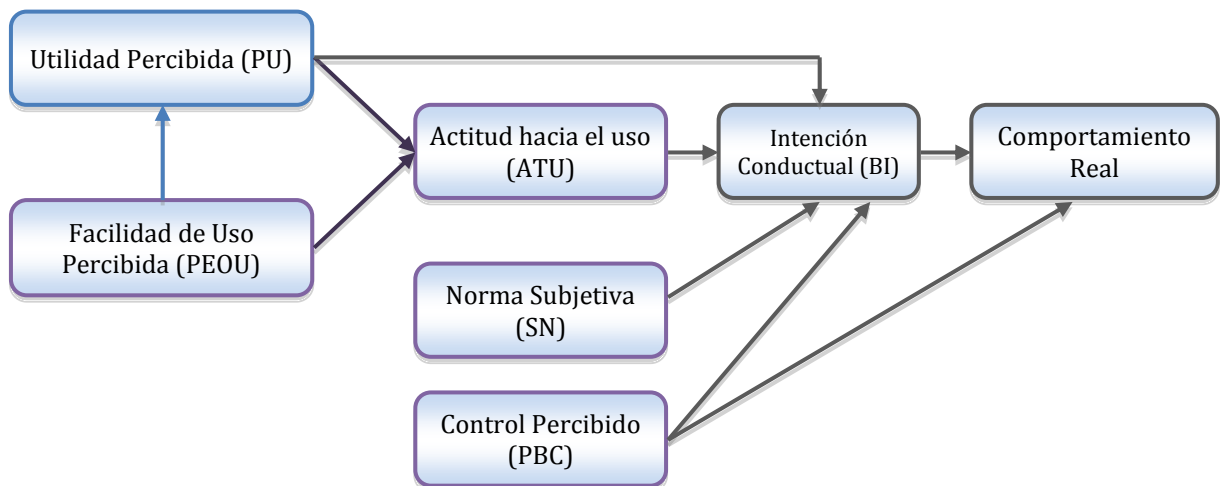 Utilidad Percibida (PU)
Facilidad de Uso
Percibida (PEOU)
Actitud hacia el uso
(ATU)
Norma Subjetiva
(SN)
Control Percibido
(PBC)
Intención
Conductual (BI)
Comportamiento
Real